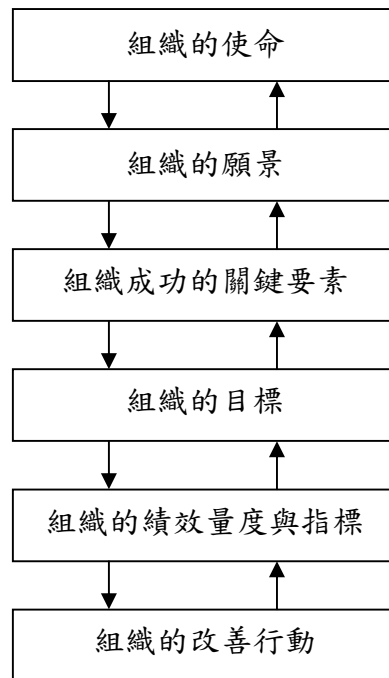 組織的使命
組織的願景
組織成功的關鍵要素
組織的目標
組織的績效量度與指標
組織的改善行動